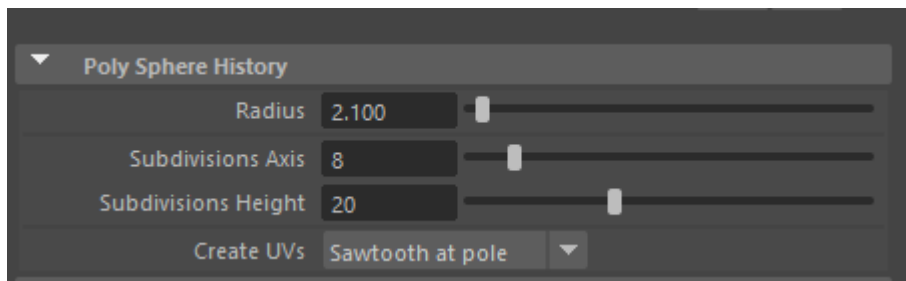 Poly Sphere History
Radius 2.100
Subdivisions Axis 8
Subdivisions Height 20
Create UVs Sawtooth at pole